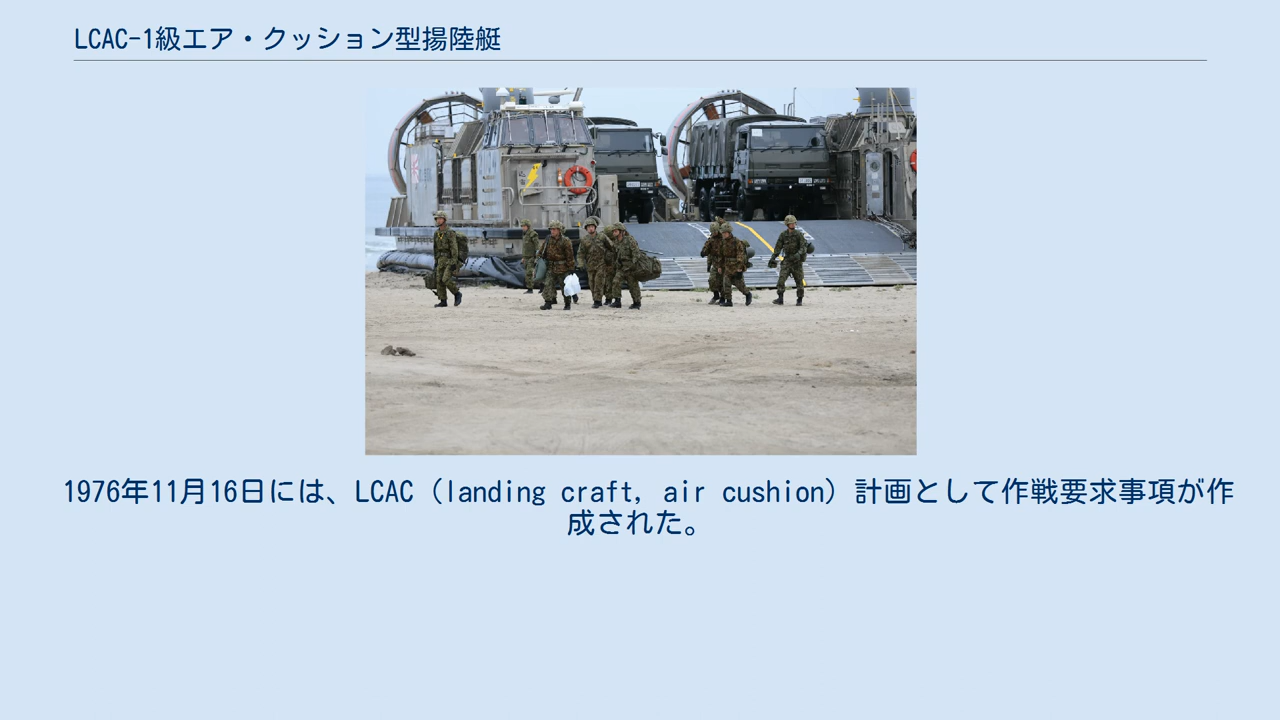 LCAC-1級エア・クッション型揚陸艇
1976年11月16日には、LCAC（landing craft, air cushion）計画として作戦要求事項が作
成された。